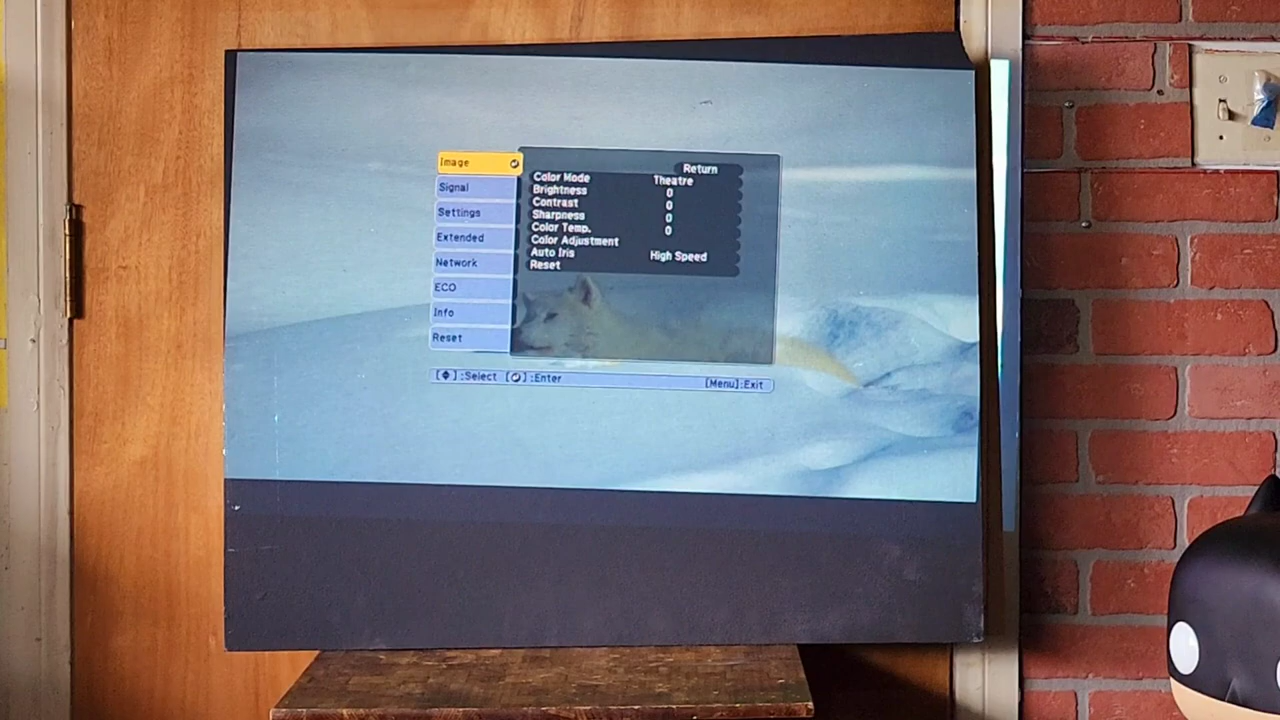 Image
Signal
Settings
Extended
Network
ECO
Info
Reset
Return
Color Mode Theatre
Brightness 0
Contrast 0
Sharpness 0
Color Temp. 0
Color Adjustment
Auto Iris High Speed
Reset
[ ] :Select [ ] :Enter [Menu]:Exit